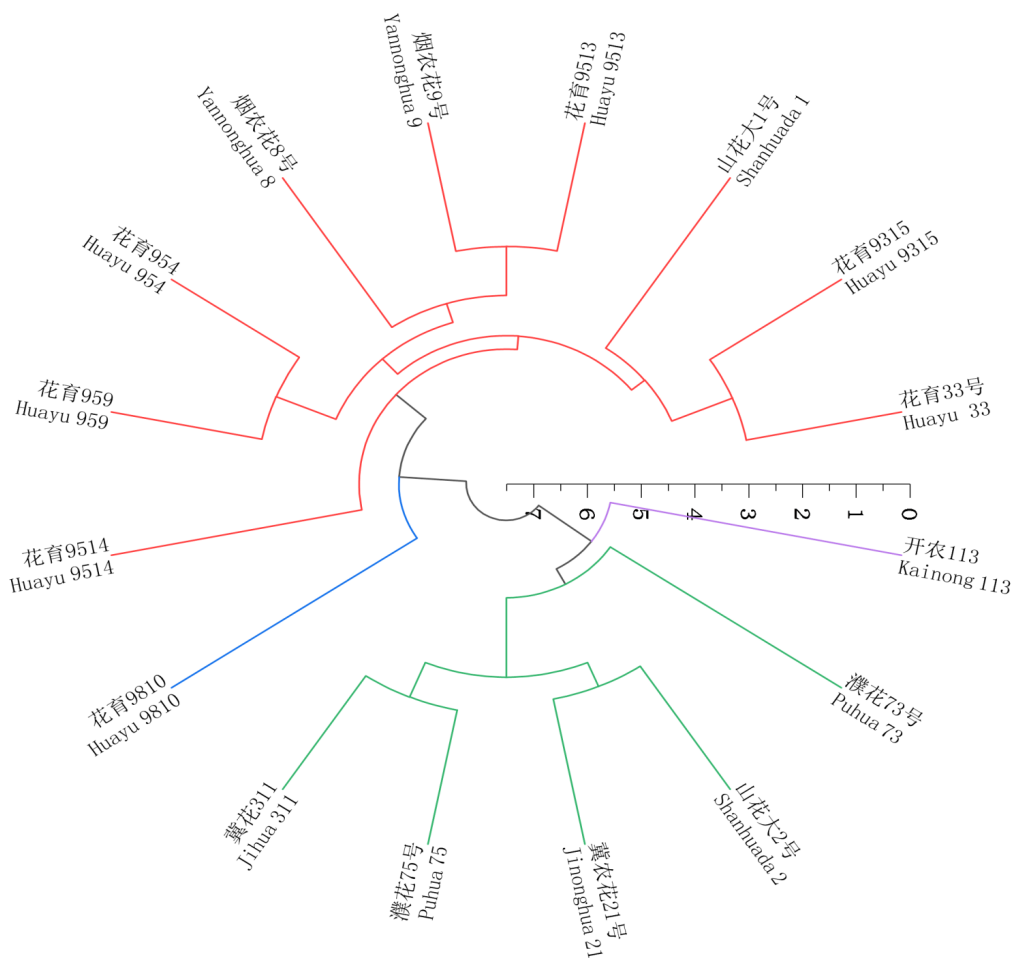 烟农花9号
Yannonghua 9
花育9513
Huayu 9513
山花大1号
Shanhuada 1
花育9315
Huayu 9315
花育33号
Huayu 33
7 6 5 4 3 2 1 0
开农113
Kainong 113
濮花73号
Puhua 73
山花大2号
Shanhuada 2
冀农花21号
Jinonghua 21
濮花75号
Puhua 75
冀花311
Jihua 311
花育9810
Huayu 9810
花育9514
Huayu 9514
花育959
Huayu 959
花育954
Huayu 954
烟农花8号
Yannonghua 8